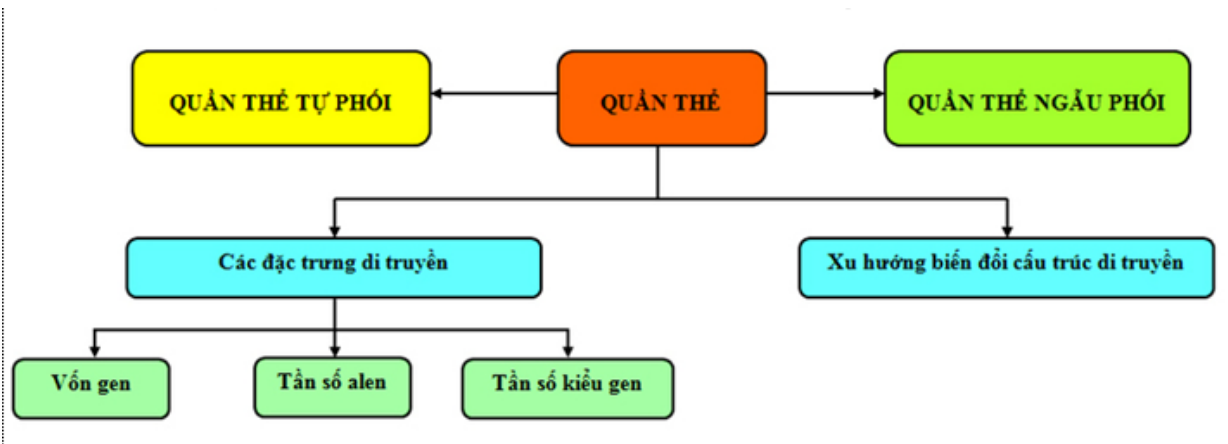 QUẦN THỂ TỰ PHỐI
QUẦN THỂ
QUẦN THỂ NGẪU PHỐI
Các đặc trưng di truyền
Xu hướng biến đổi cấu trúc di truyền
Vốn gen
Tần số alen
Tần số kiểu gen